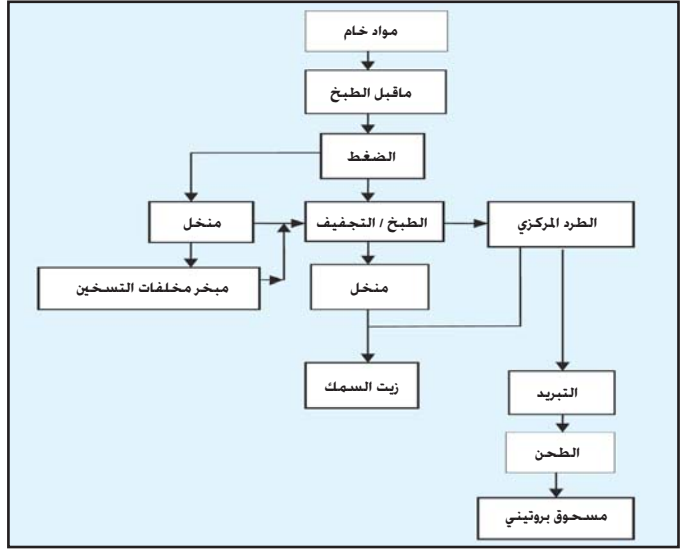 مواد خام
ماقبل الطبخ
الضغط
منخل
الطبخ / التجفيف
الطرد المركزي
مبخر مخلفات التسخين
منخل
زيت السمك
التبريد
الطحن
مسحوق بروتيني